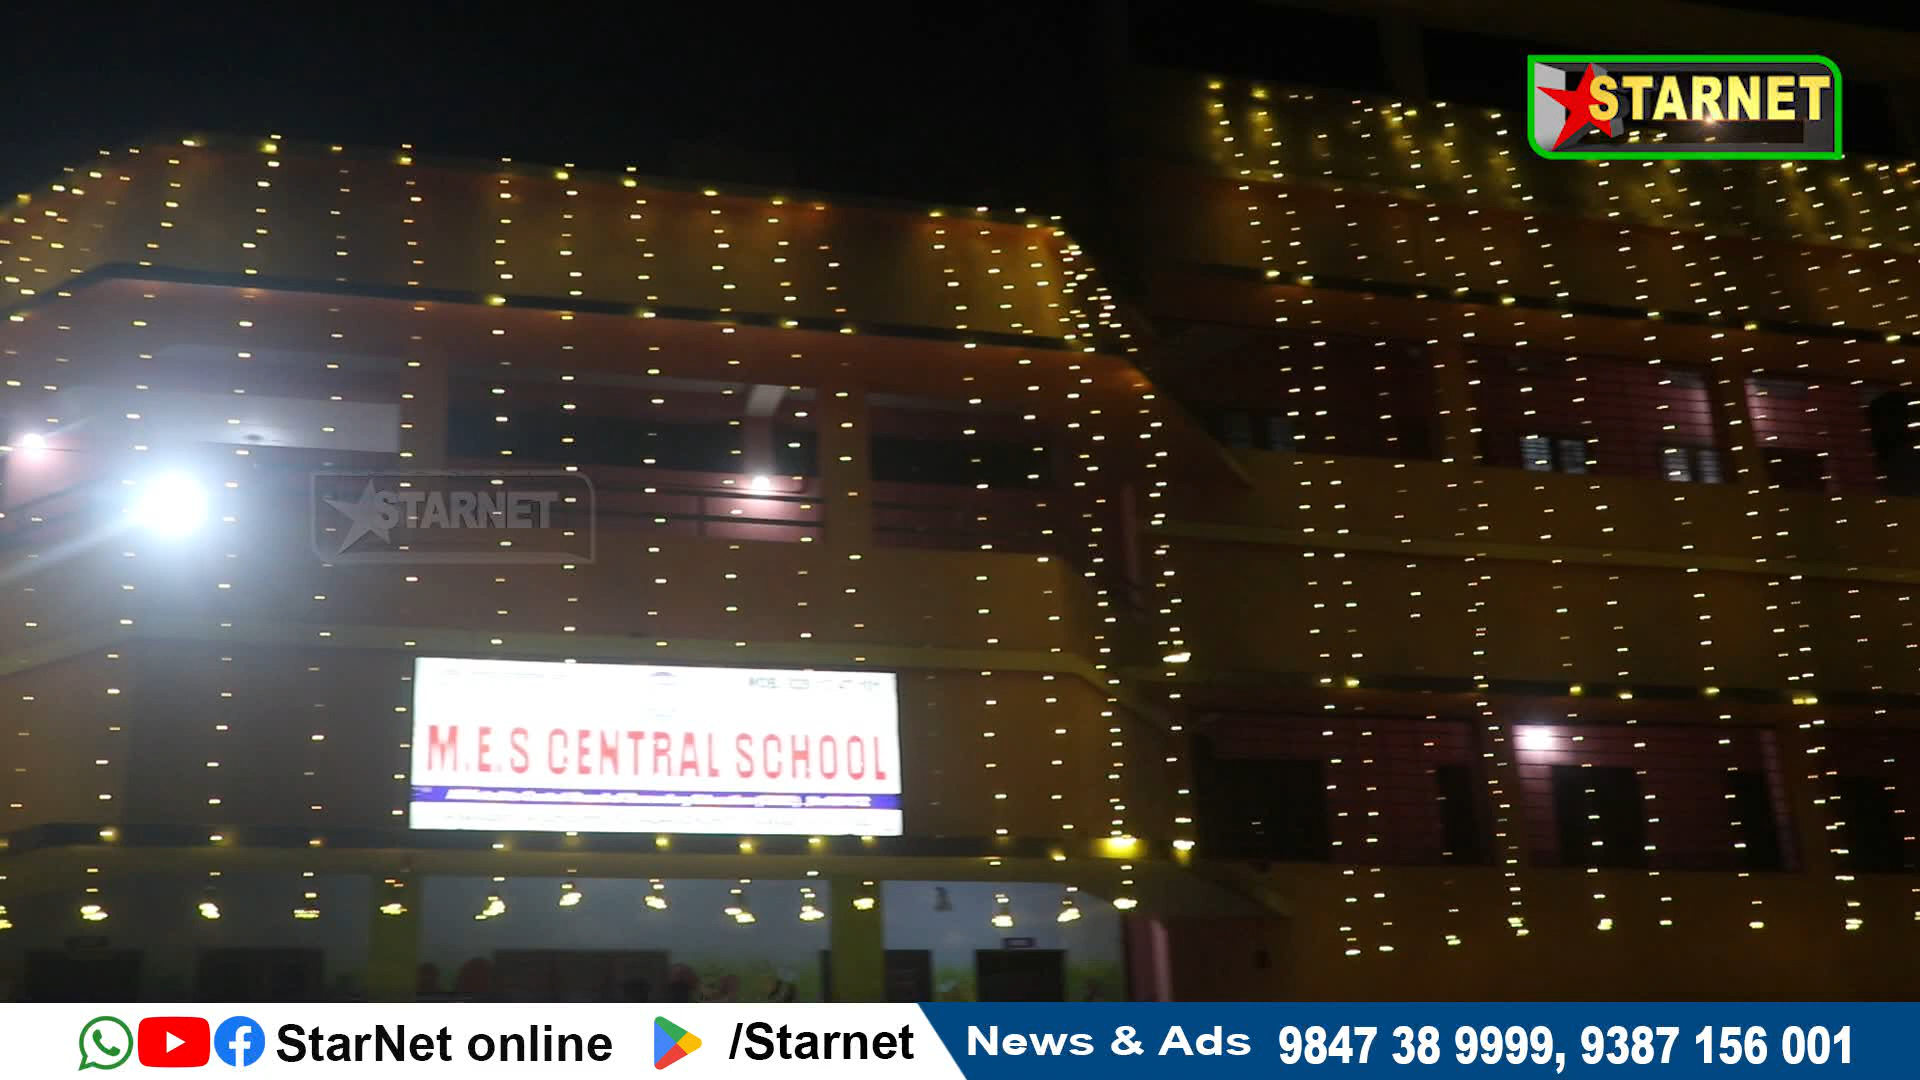 STARNET
STARNET
M.E.S CENTRAL SCHOOL
StarNet online
/Starnet
News & Ads 9847 38 9999, 9387 156 001